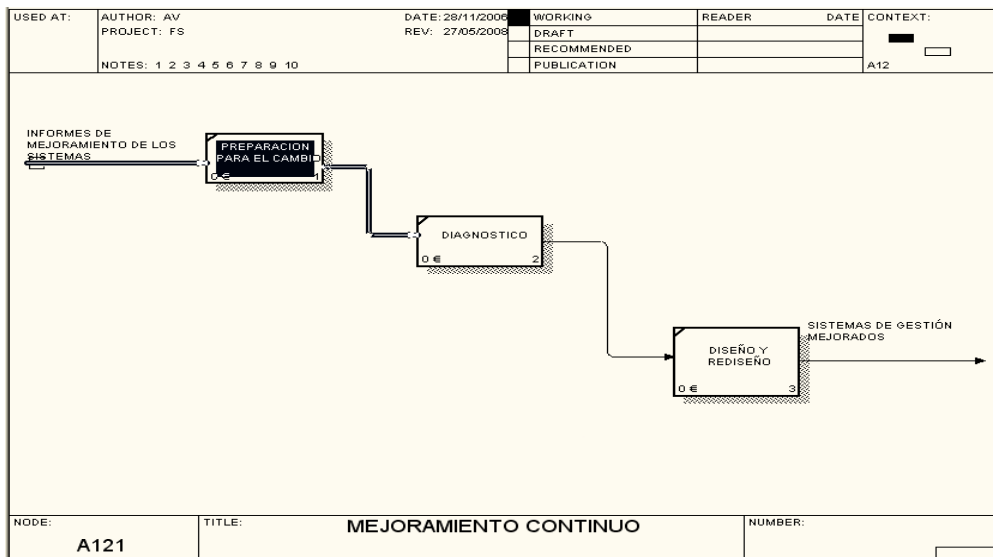 USED AT:
AUTHOR: AV
DATE: 28/11/2006
WORKING
READER
DATE
CONTEXT:
PROJECT: FS
REV: 27/05/2008
DRAFT
RECOMMENDED
NOTES: 1 2 3 4 5 6 7 8 9 10
PUBLICATION
A12
INFORMES DE
MEJORAMIENTO DE LOS
SISTEMAS
PREPARACION
PARA EL CAMBIO
0 €
1
DIAGNOSTICO
0 €
2
DISEÑO Y
REDISEÑO
0 €
3
SISTEMAS DE GESTIÓN
MEJORADOS
NODE:
A121
TITLE:
MEJORAMIENTO CONTINUO
NUMBER: